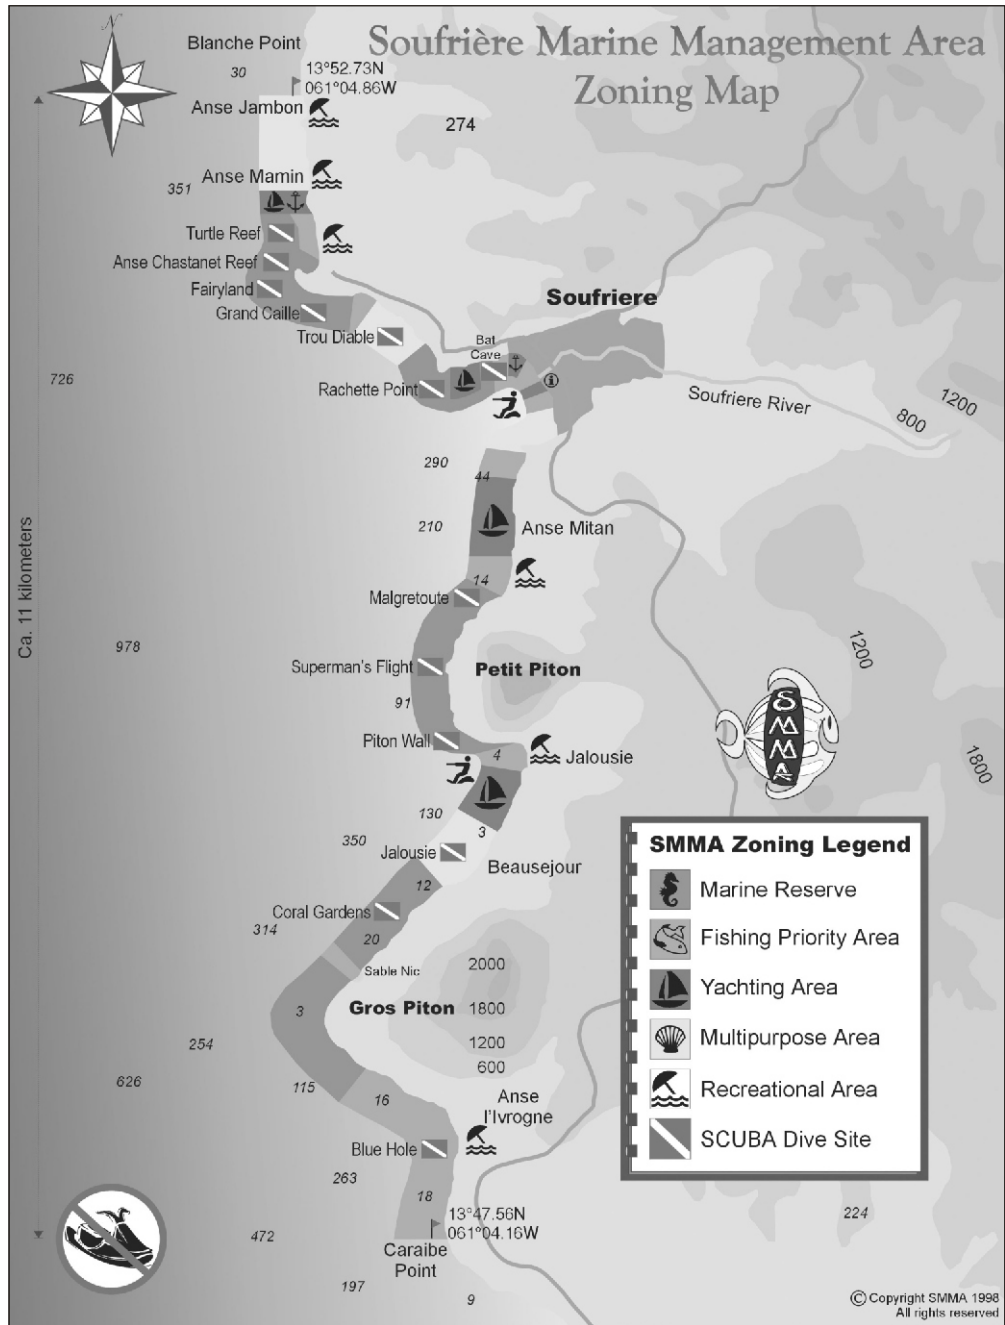 N
Soufrière Marine Management Area
Zoning Map
Blanche Point
30
13°52.73N
061°04.86W
Anse Jambon
274
Anse Mamin
351
Turtle Reef
Anse Chastanet Reef
Fairyland
Grand Caille
Soufriere
Trou Diable
Bat
Cave
726
Rachette Point
i
Soufriere River
1200
800
290
44
210
Anse Mitan
Ca. 11 kilometers
14
Malgretoute
978
1200
Superman's Flight
Petit Piton
91
SMMA
Piton Wall
4
Jalousie
1800
130
3
350
Jalousie
Beausejour
12
Coral Gardens
314
20
Sable Nic
2000
3
Gros Piton
1800
254
1200
600
626
115
16
Anse
l'Ivrogne
Blue Hole
263
18
13°47.56N
061°04.16W
472
Caraibe
Point
197
9
224
SMMA Zoning Legend
Marine Reserve
Fishing Priority Area
Yachting Area
Multipurpose Area
Recreational Area
SCUBA Dive Site
© Copyright SMMA 1998
All rights reserved